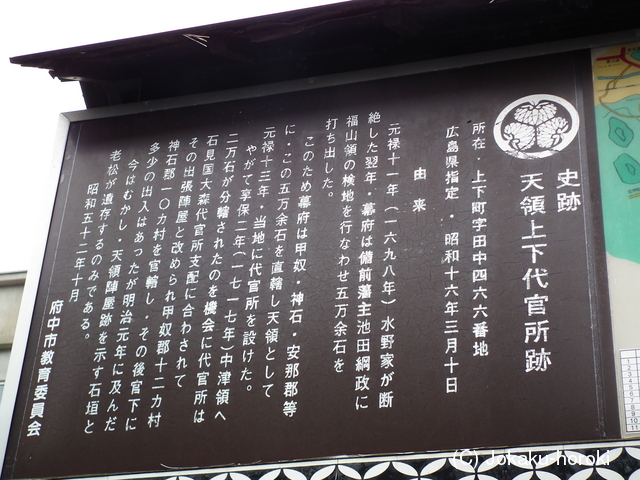 史跡
天領上下代官所跡
所在・上下町字田中四六六番地
広島県指定・昭和十六年三月十日
由来
元禄十一年(一六九八年)水野家が断
絶した翌年・幕府は備前藩主池田綱政に
福山領の検地を行なわせ五万余石を
打ち出した。
このため幕府は甲奴・神石・安那郡等
に・この五万余石を直轄し天領として
元禄十三年・当地に代官所を設けた。
やがて享保二年(一七一七年)中津領へ
二万石が分轄されたのを機会に代官所は
石見国大森代官所支配に合わされて
その出張陣屋と改められ甲奴郡十二カ村
神石郡一〇カ村を官轄し・その後官下に
多少の出入はあったが明治元年に及んだ
今はむかし・天領陣屋跡を示す石垣と
老松が遺存するのみである。
昭和五十二年十月
府中市教育委員会
(C) Jokaku-horoki